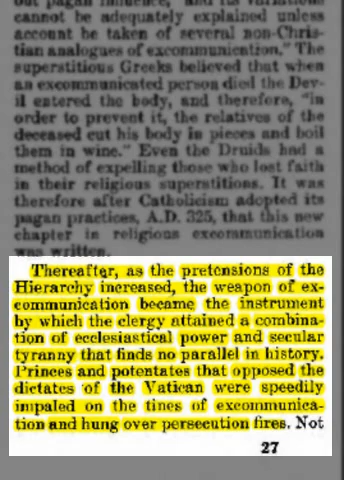 out pagan influence, and its variations
cannot be adequately explained unless
account be taken of several non-Chris-
tian analogues of excommunication." The
superstitious Greeks believed that when
an excommunicated person died the Dev-
il entered the body, and therefore, "in
order to prevent it, the relatives of the
deceased cut his body in pieces and boil
them in wine." Even the Druids had a
method of expelling those who lost faith
in their religious superstitions. It was
therefore after Catholicism adopted its
pagan practices, A.D. 325, that this new
chapter in religious excommunication
was written.
Thereafter, as the pretensions of the
Hierarchy increased, the weapon of ex-
communication became the instrument
by which the clergy attained a combina-
tion of ecclesiastical power and secular
tyranny that finds no parallel in history.
Princes and potentates that opposed the
dictates of the Vatican were speedily
impaled on the tines of excommunica-
tion and hung over persecution fires. Not
27